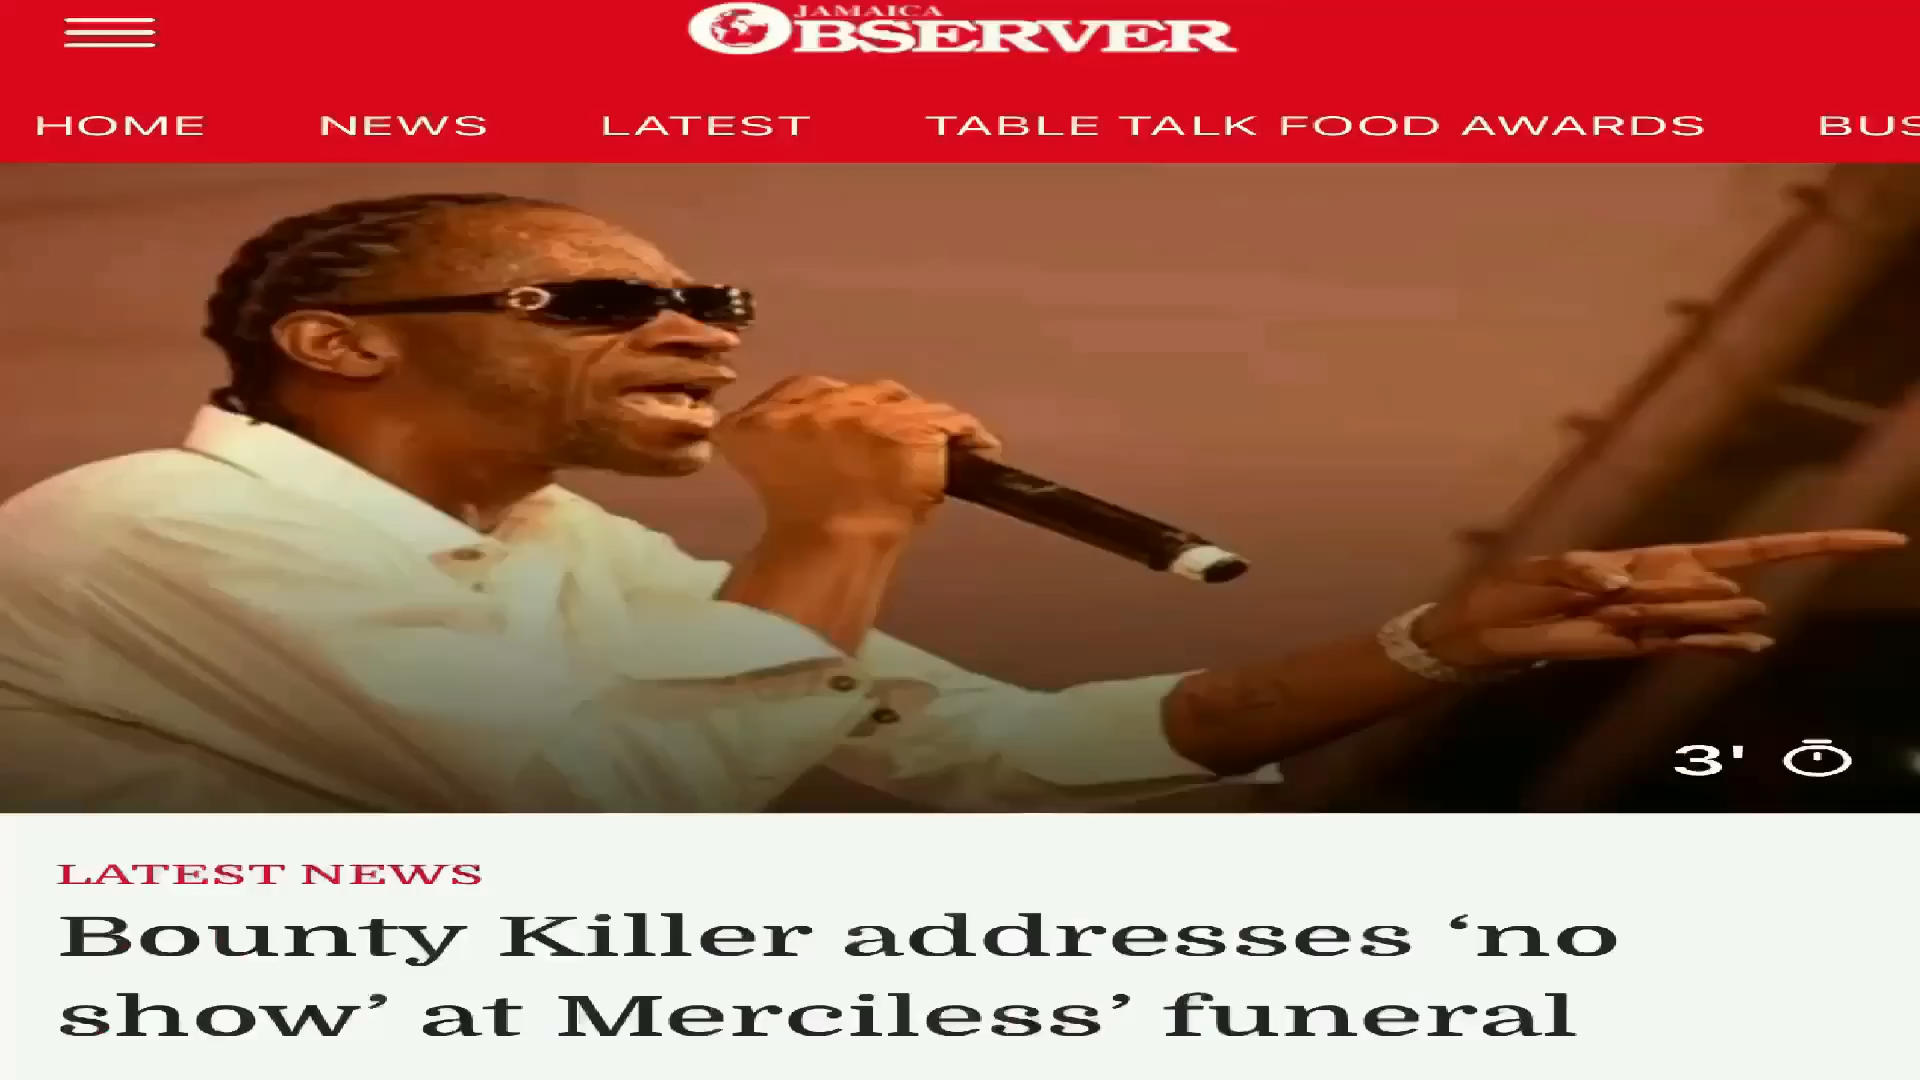 JAMAICA
OBSERVER
HOME NEWS LATEST TABLE TALK FOOD AWARDS BUS
3'
LATEST NEWS
Bounty Killer addresses ‘no
show’ at Merciless’ funeral